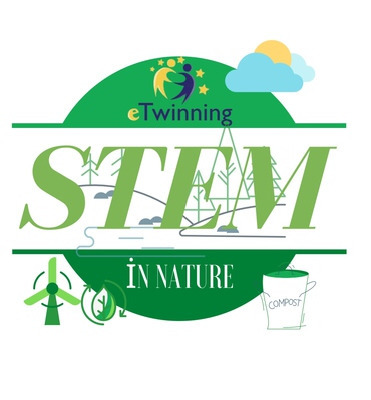 eTwinning
STEM
İN NATURE
COMPOST